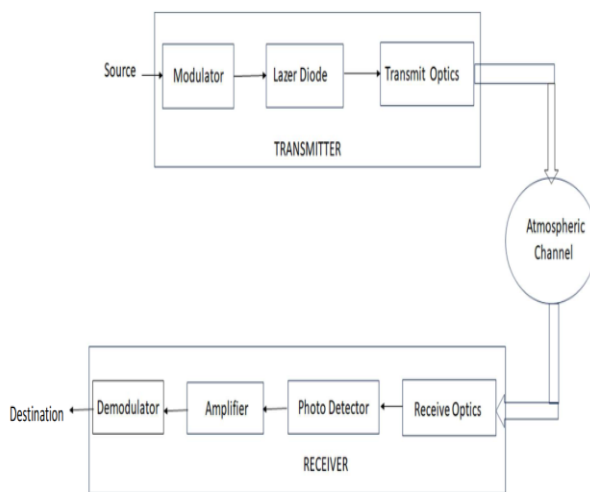 Source
Modulator
Lazer Diode
Transmit Optics
TRANSMITTER
Atmospheric
Channel
Destination
Demodulator
Amplifier
Photo Detector
Receive Optics
RECEIVER